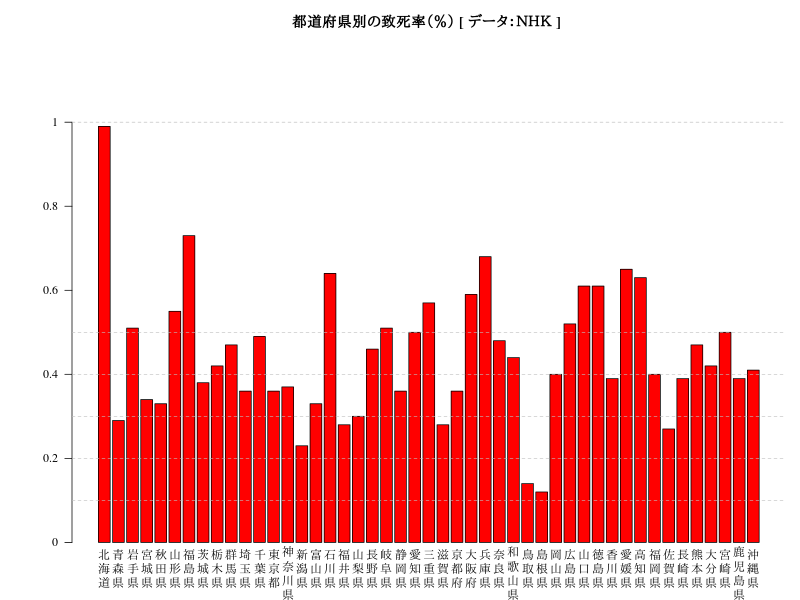 都道府県別の致死率(%) [ データ:NHK ]
1
0.8
0.6
0.4
0.2
0
北海道
青森県
岩手県
宮城県
秋田県
山形県
福島県
茨城県
栃木県
群馬県
埼玉県
千葉県
東京都
神奈川県
新潟県
富山県
石川県
福井県
山梨県
長野県
岐阜県
静岡県
愛知県
三重県
滋賀県
京都府
大阪府
兵庫県
奈良県
和歌山県
鳥取県
島根県
岡山県
広島県
山口県
徳島県
香川県
愛媛県
高知県
福岡県
佐賀県
長崎県
熊本県
大分県
宮崎県
鹿児島県
沖縄県